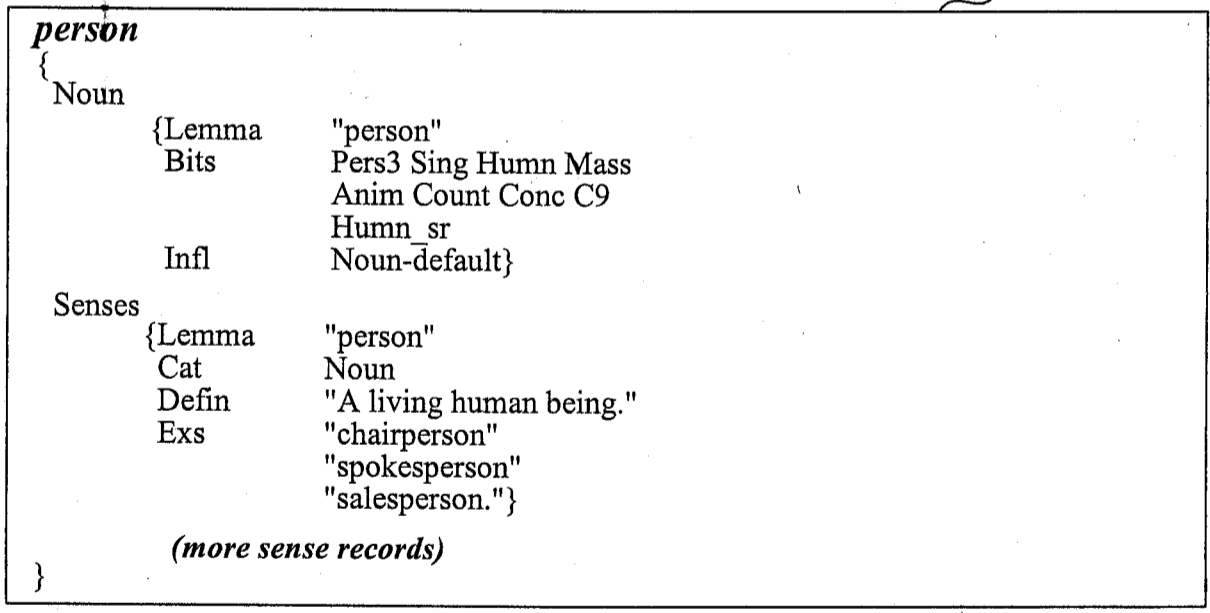 person
{
Noun
{Lemma "person"
Bits Pers3 Sing Humn Mass
Anim Count Conc C9
Humn_sr
Infl Noun-default}
Senses
{Lemma "person"
Cat Noun
Defin "A living human being."
Exs "chairperson"
"spokesperson"
"salesperson."}
(more sense records)
}